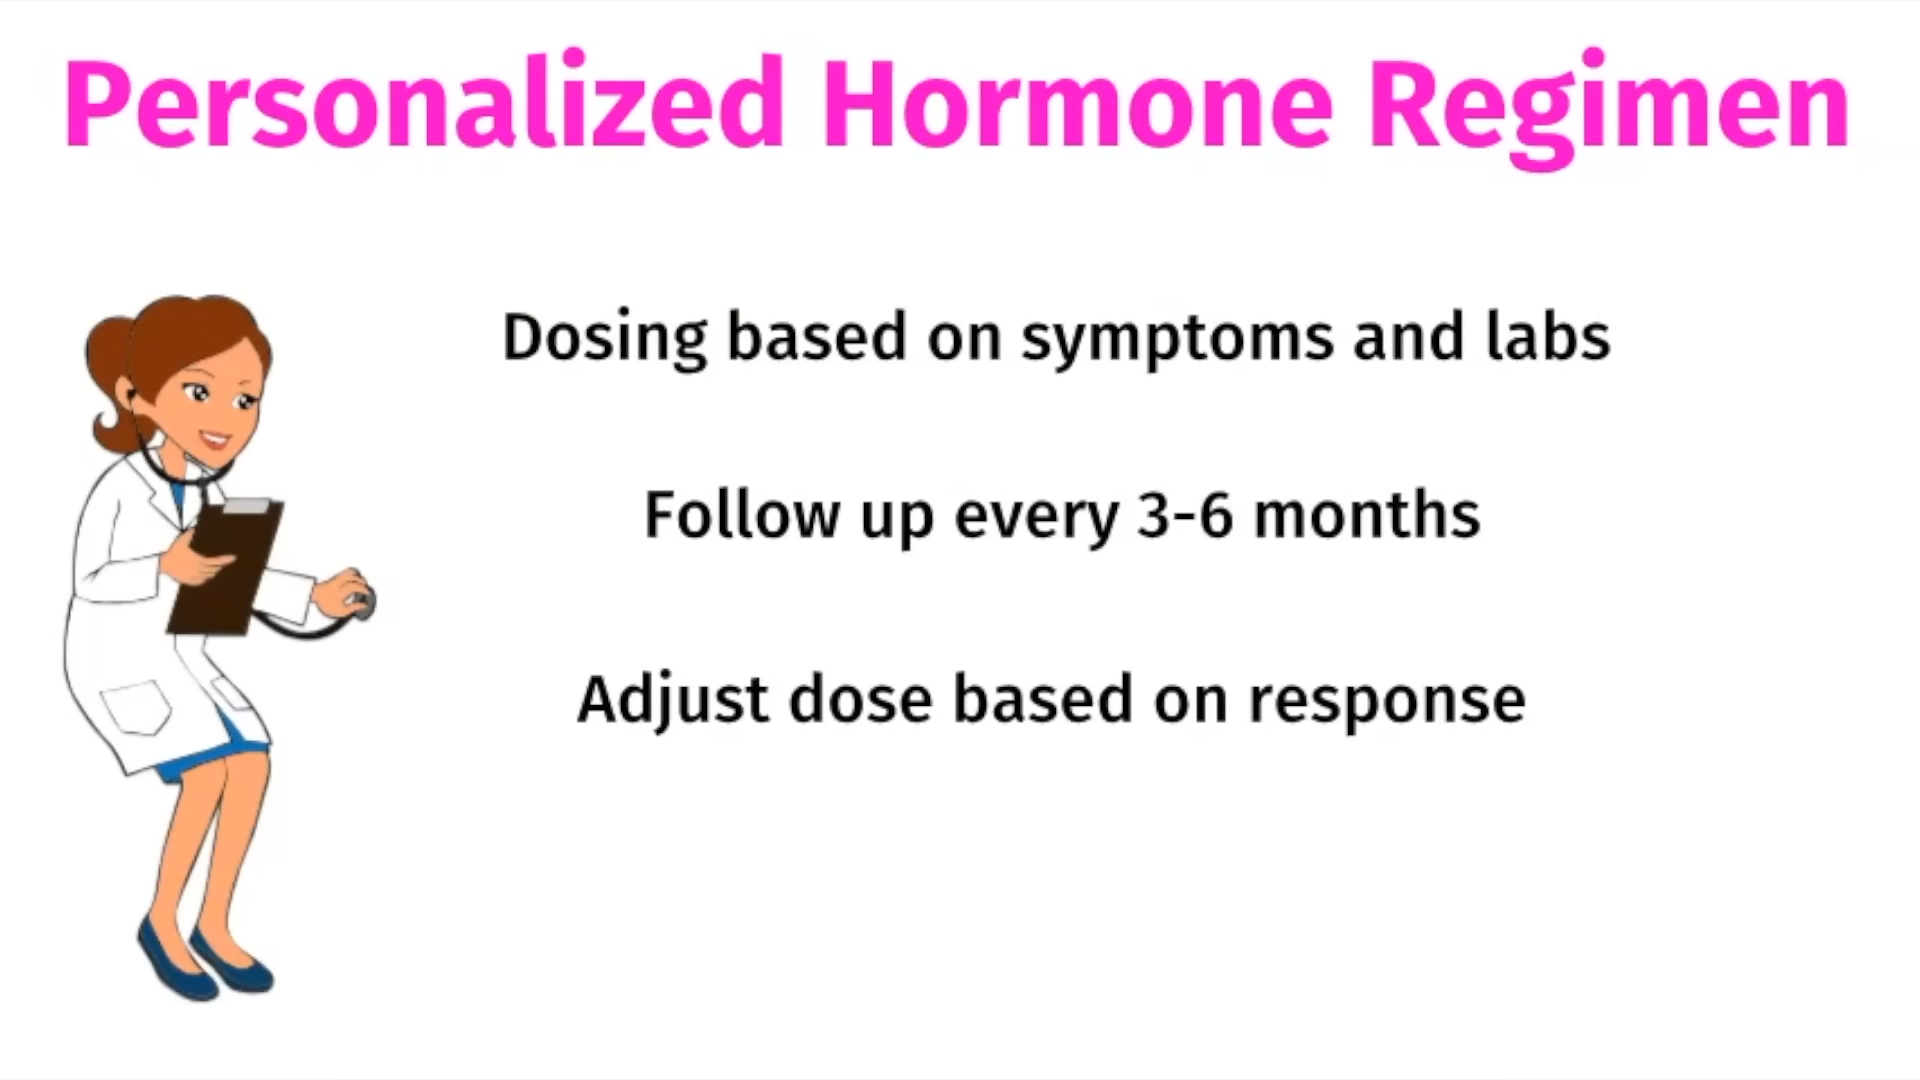 Personalized Hormone Regimen
Dosing based on symptoms and labs
Follow up every 3-6 months
Adjust dose based on response